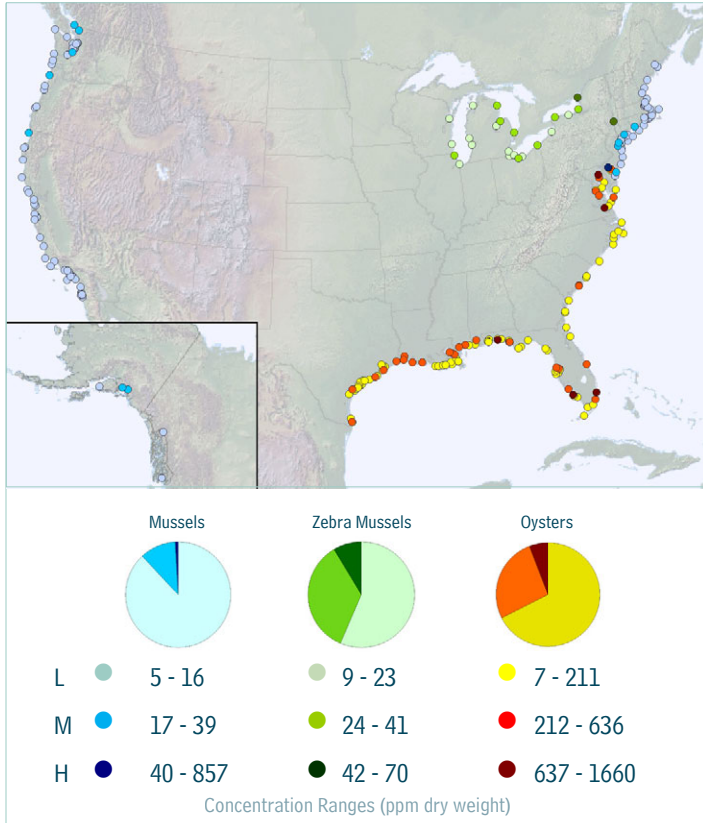 Mussels Zebra Mussels Oysters
L 5 - 16 9 - 23 7 - 211
M 17 - 39 24 - 41 212 - 636
H 40 - 857 42 - 70 637 - 1660
Concentration Ranges (ppm dry weight)